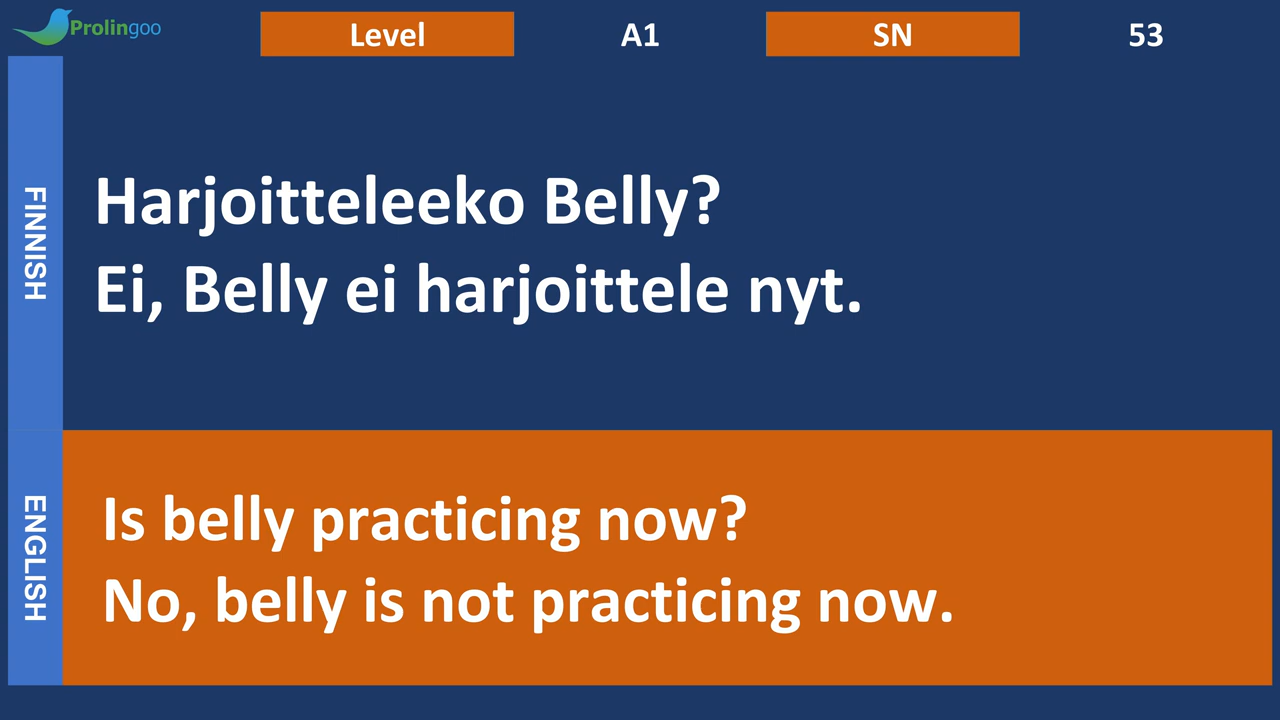 Prolingoo
Level A1 SN 53
FINNISH
Harjoitteleeko Belly?
Ei, Belly ei harjoittele nyt.
ENGLISH
Is belly practicing now?
No, belly is not practicing now.